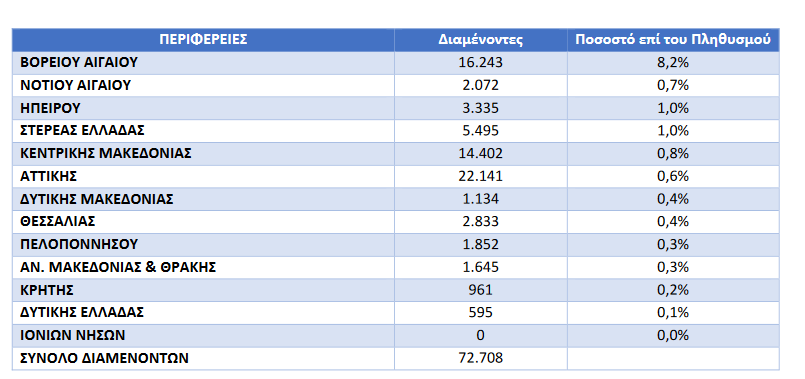 ΠΕΡΙΦΕΡΕΙΕΣ Διαμένοντες Ποσοστό επί του Πληθυσμού
ΒΟΡΕΙΟΥ ΑΙΓΑΙΟΥ 16.243 8,2%
ΝΟΤΙΟΥ ΑΙΓΑΙΟΥ 2.072 0,7%
ΗΠΕΙΡΟΥ 3.335 1,0%
ΣΤΕΡΕΑΣ ΕΛΛΑΔΑΣ 5.495 1,0%
ΚΕΝΤΡΙΚΗΣ ΜΑΚΕΔΟΝΙΑΣ 14.402 0,8%
ΑΤΤΙΚΗΣ 22.141 0,6%
ΔΥΤΙΚΗΣ ΜΑΚΕΔΟΝΙΑΣ 1.134 0,4%
ΘΕΣΣΑΛΙΑΣ 2.833 0,4%
ΠΕΛΟΠΟΝΝΗΣΟΥ 1.852 0,3%
ΑΝ. ΜΑΚΕΔΟΝΙΑΣ & ΘΡΑΚΗΣ 1.645 0,3%
ΚΡΗΤΗΣ 961 0,2%
ΔΥΤΙΚΗΣ ΕΛΛΑΔΑΣ 595 0,1%
ΙΟΝΙΩΝ ΝΗΣΩΝ 0 0,0%
ΣΥΝΟΛΟ ΔΙΑΜΕΝΟΝΤΩΝ 72.708